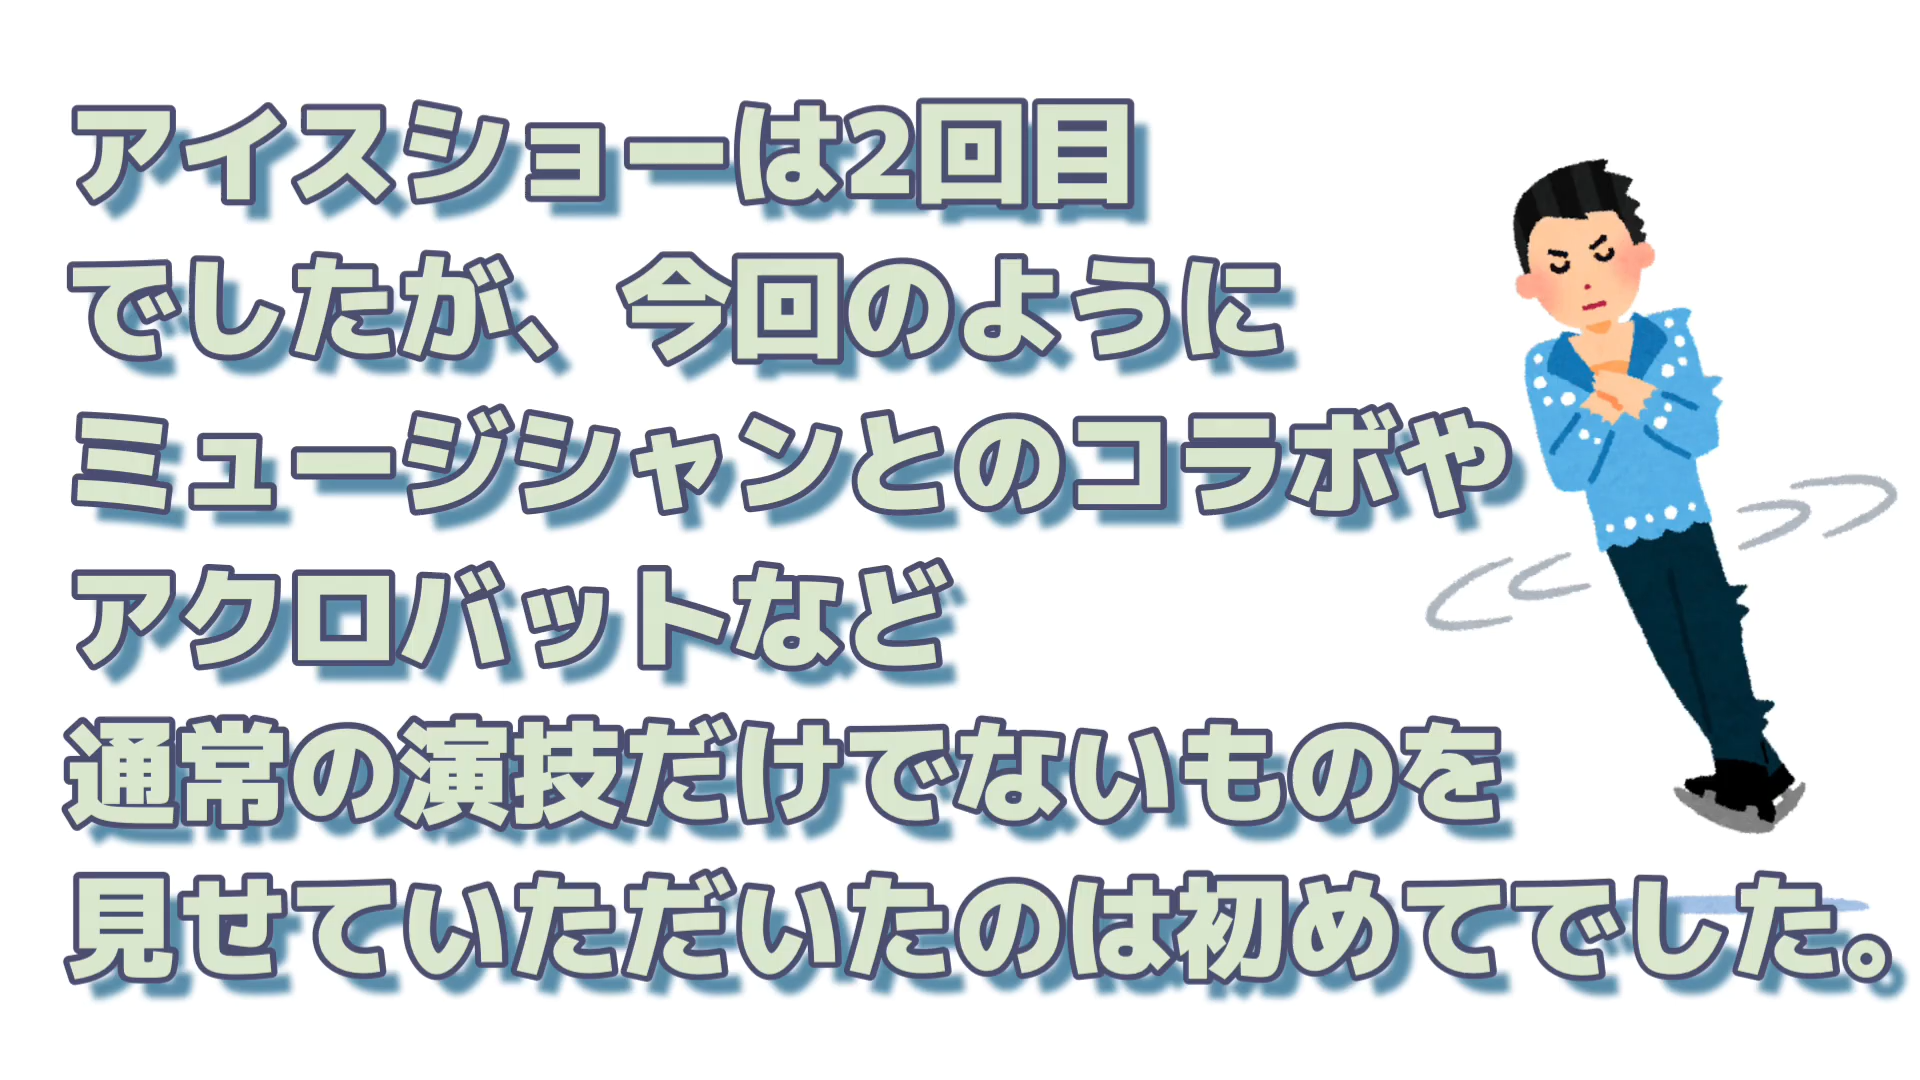 アイスショーは2回目
でしたが、今回のように
ミュージシャンとのコラボや
アクロバットなど
通常の演技だけでないものを
見せていただいたのは初めてでした。